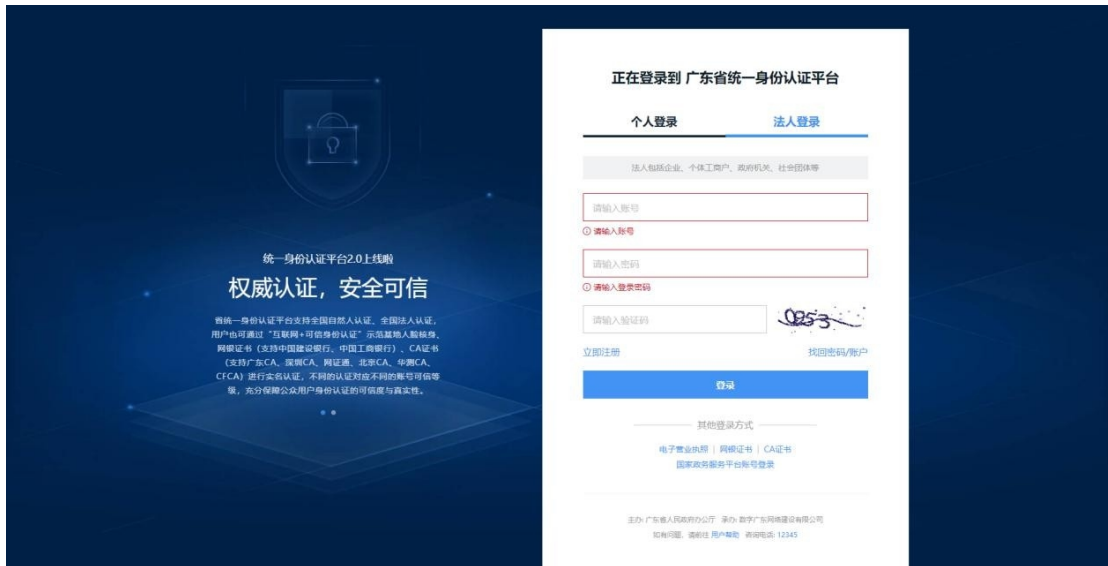 统一身份认证平台2.0上线啦
权威认证，安全可信
省统一身份认证平台支持全国自然人认证、全国法人认证，
用户也可通过“互联网+可信身份认证”示范基地人脸核身、
网银证书（支持中国建设银行、中国工商银行）、CA证书
（支持广东CA、深圳CA、网证通、北京CA、华测CA、
CFCA）进行实名认证，不同的认证对应不同的账号可信等
级，充分保障公众用户身份认证的可信度与真实性。
正在登录到 广东省统一身份认证平台
个人登录 法人登录
法人包括企业、个体工商户、政府机关、社会团体等
请输入账号
请输入账号
请输入密码
请输入登录密码
请输入验证码 0953
立即注册 找回密码/账户
登录
其他登录方式
电子营业执照 | 网银证书 | CA证书
国家政务服务平台账号登录
主办: 广东省人民政府办公厅 承办: 数字广东网络建设有限公司
如有问题，请前往 用户帮助 咨询电话: 12345